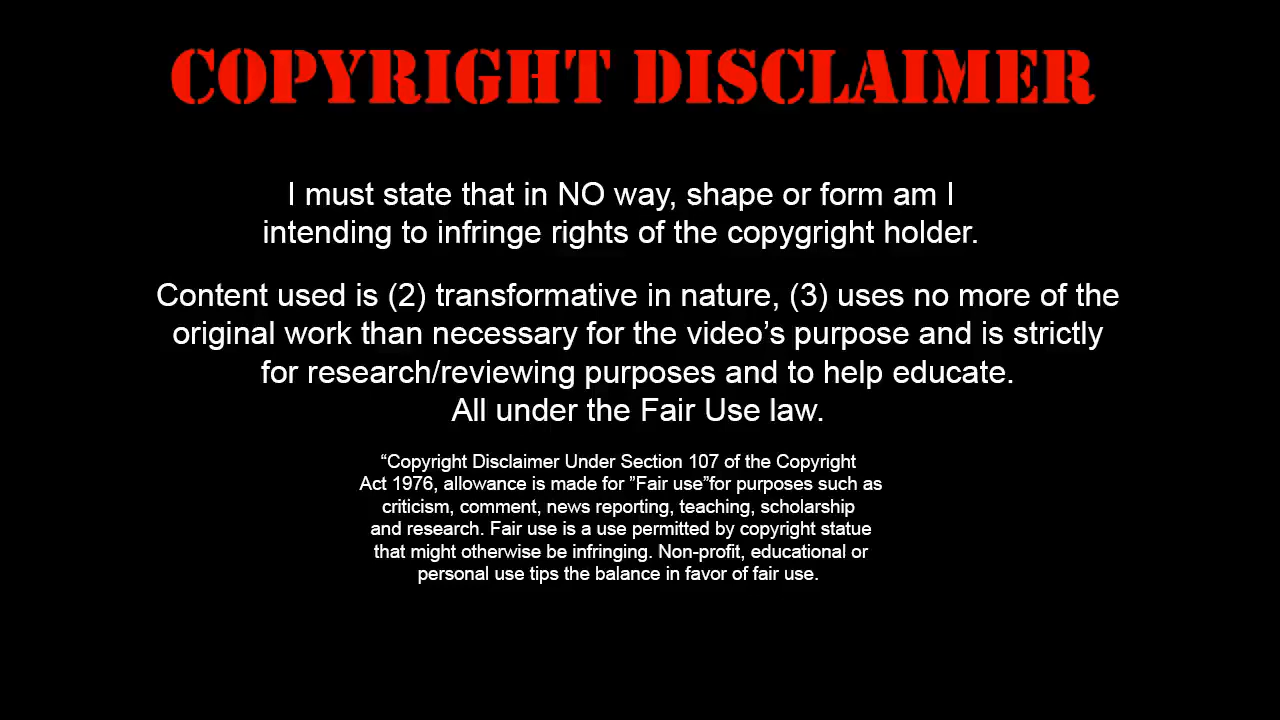 COPYRIGHT DISCLAIMER
I must state that in NO way, shape or form am I
intending to infringe rights of the copygright holder.
Content used is (2) transformative in nature, (3) uses no more of the
original work than necessary for the video’s purpose and is strictly
for research/reviewing purposes and to help educate.
All under the Fair Use law.
“Copyright Disclaimer Under Section 107 of the Copyright
Act 1976, allowance is made for ”Fair use”for purposes such as
criticism, comment, news reporting, teaching, scholarship
and research. Fair use is a use permitted by copyright statue
that might otherwise be infringing. Non-profit, educational or
personal use tips the balance in favor of fair use.